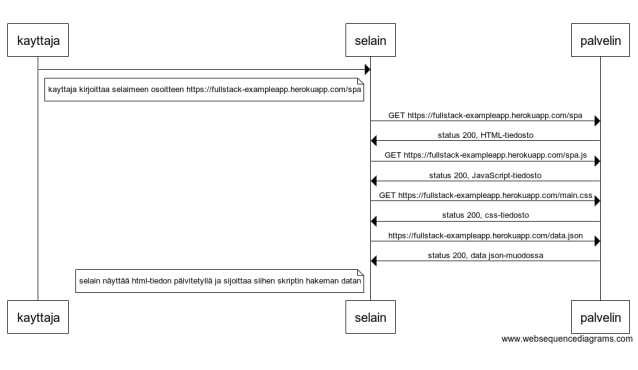 kayttaja selain palvelin
kayttaja kirjoittaa selaimeen osoitteen https://fullstack-exampleapp.herokuapp.com/spa
GET https://fullstack-exampleapp.herokuapp.com/spa
status 200, HTML-tiedosto
GET https://fullstack-exampleapp.herokuapp.com/spa.js
status 200, JavaScript-tiedosto
GET https://fullstack-exampleapp.herokuapp.com/main.css
status 200, css-tiedosto
https://fullstack-exampleapp.herokuapp.com/data.json
status 200, data json-muodossa
selain näyttää html-tiedon päivitetyllä ja sijoittaa siihen skriptin hakeman datan
kayttaja selain palvelin
www.websequencediagrams.com